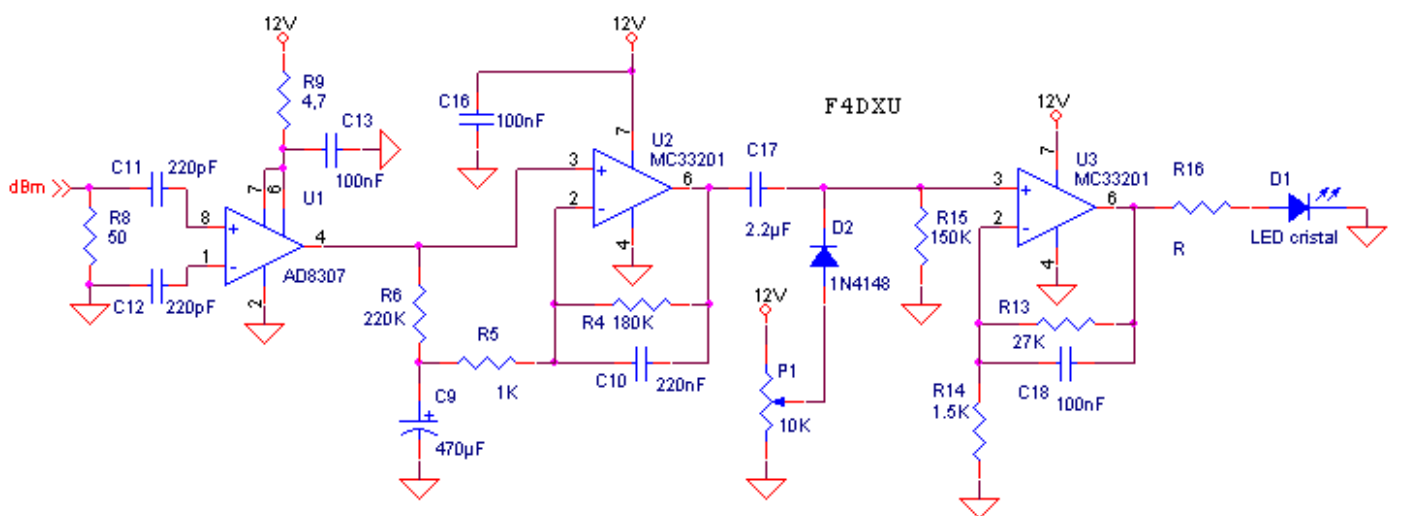 12V
12V
R9
4,7
C16
100nF
F4DXU
12V
C13
100nF
7
U2
MC33201
7
U3
MC33201
C11
220pF
C17
2.2µF
R16
R
D1
LED cristal
dBm
7
6
U1
3
+
6
3
+
6
R8
50
8
+
4
2
-
R15
150K
2
-
1
-
AD8307
4
D2
1N4148
4
C12
220pF
2
R6
220K
12V
R4
180K
R13
27K
R5
1K
C10
220nF
P1
10K
R14
1.5K
C18
100nF
C9
+
470µF